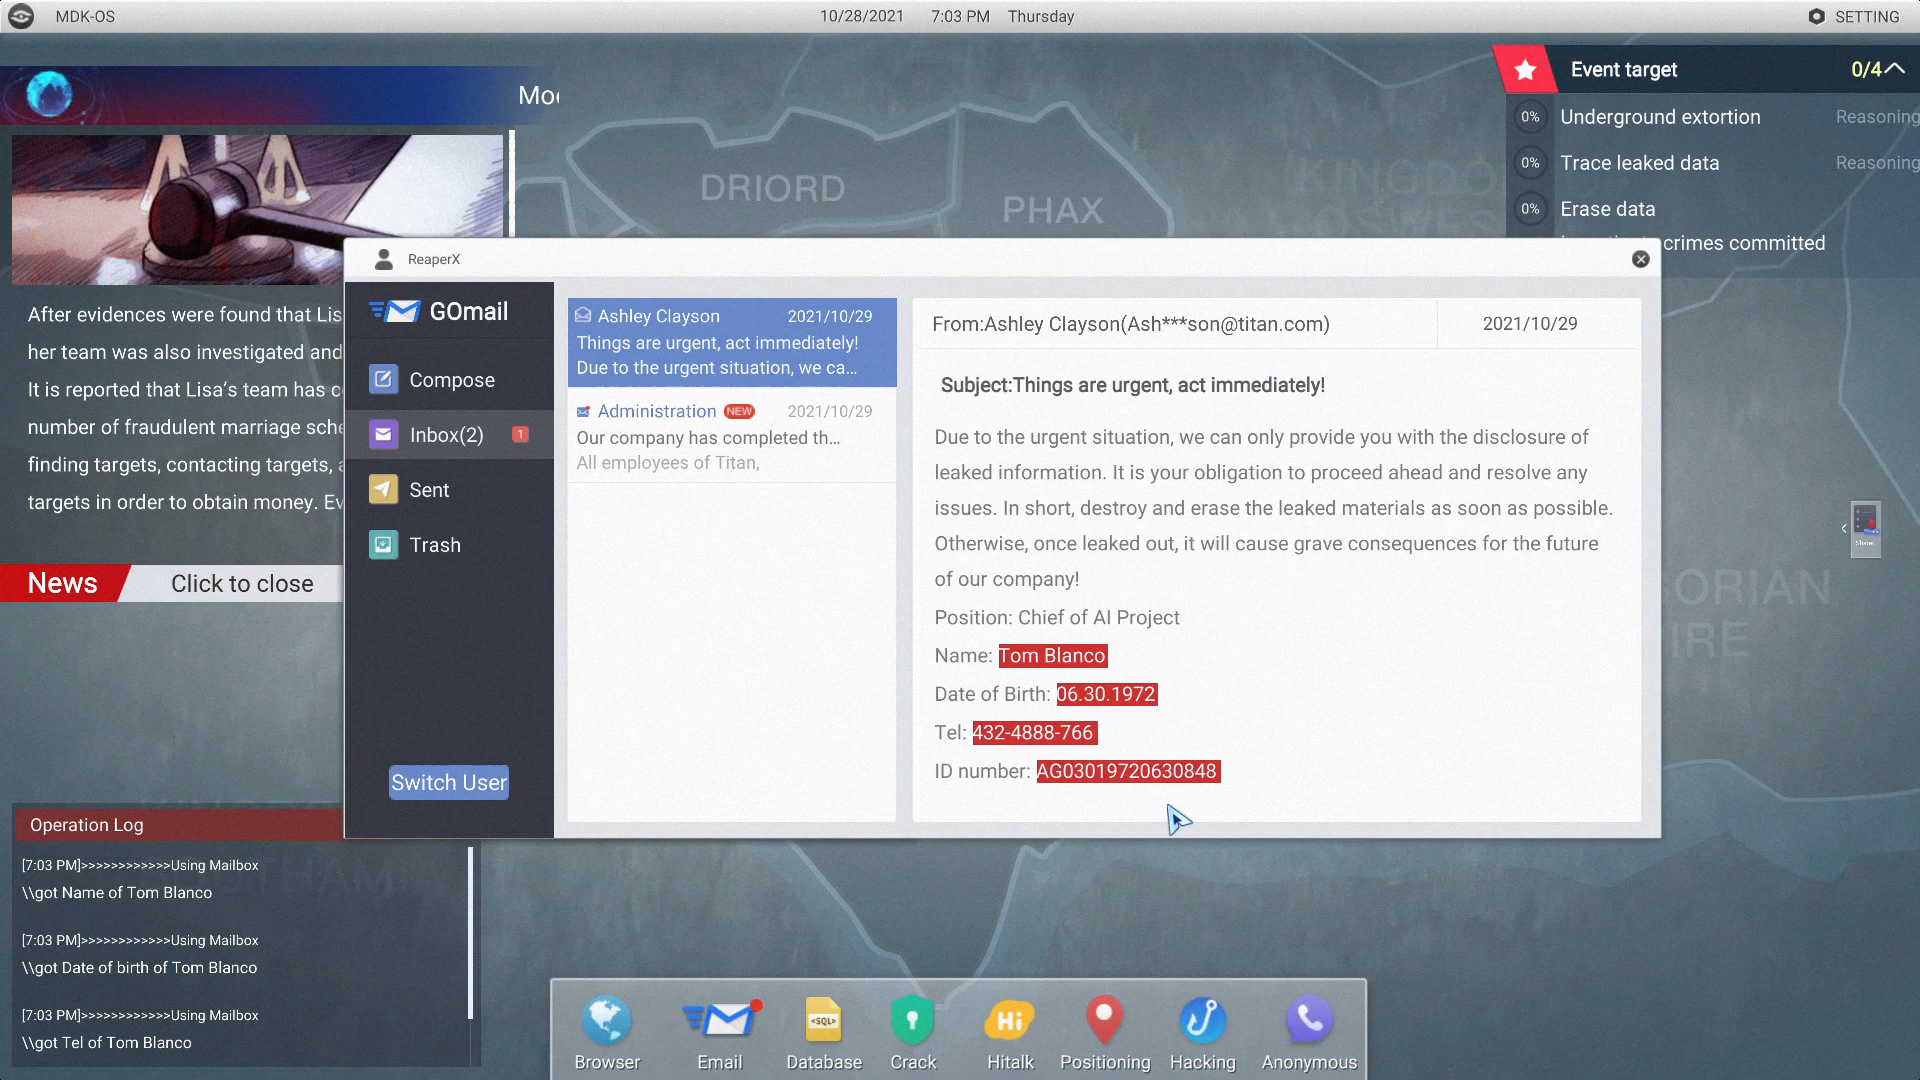 MDK-OS
10/28/2021 7:03 PM Thursday
SETTING
Event target 0/4
0% Underground extortion Reasoning
0% Trace leaked data Reasoning
0% Erase data
crimes committed
DRIORD
PHAX
After evidences were found that Lis
her team was also investigated and
It is reported that Lisa's team has c
number of fraudulent marriage sche
finding targets, contacting targets, a
targets in order to obtain money. Ev
News Click to close
ReaperX
GOmail
Compose
Inbox(2) 1
Sent
Trash
Switch User
Ashley Clayson 2021/10/29
Things are urgent, act immediately!
Due to the urgent situation, we ca...
Administration NEW 2021/10/29
Our company has completed th...
All employees of Titan,
From:Ashley Clayson(Ash***son@titan.com) 2021/10/29
Subject:Things are urgent, act immediately!
Due to the urgent situation, we can only provide you with the disclosure of
leaked information. It is your obligation to proceed ahead and resolve any
issues. In short, destroy and erase the leaked materials as soon as possible.
Otherwise, once leaked out, it will cause grave consequences for the future
of our company!
Position: Chief of AI Project
Name: Tom Blanco
Date of Birth: 06.30.1972
Tel: 432-4888-766
ID number: AG03019720630848
Operation Log
[7:03 PM]>>>>>>>>>>>>Using Mailbox
\\got Name of Tom Blanco
[7:03 PM]>>>>>>>>>>>>Using Mailbox
\\got Date of birth of Tom Blanco
[7:03 PM]>>>>>>>>>>>>Using Mailbox
\\got Tel of Tom Blanco
<SQL>
Hi
Browser Email Database Crack Hitalk Positioning Hacking Anonymous